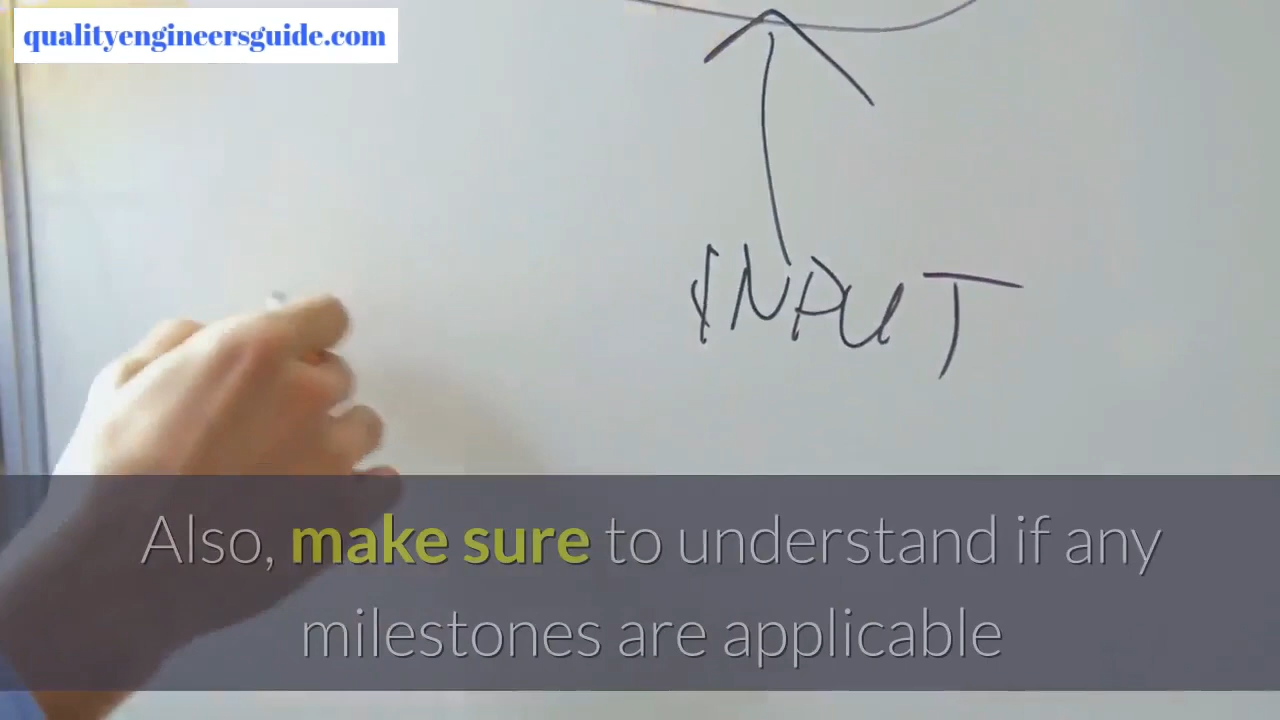 qualityengineersguide.com
INPUT
Also, make sure to understand if any
milestones are applicable